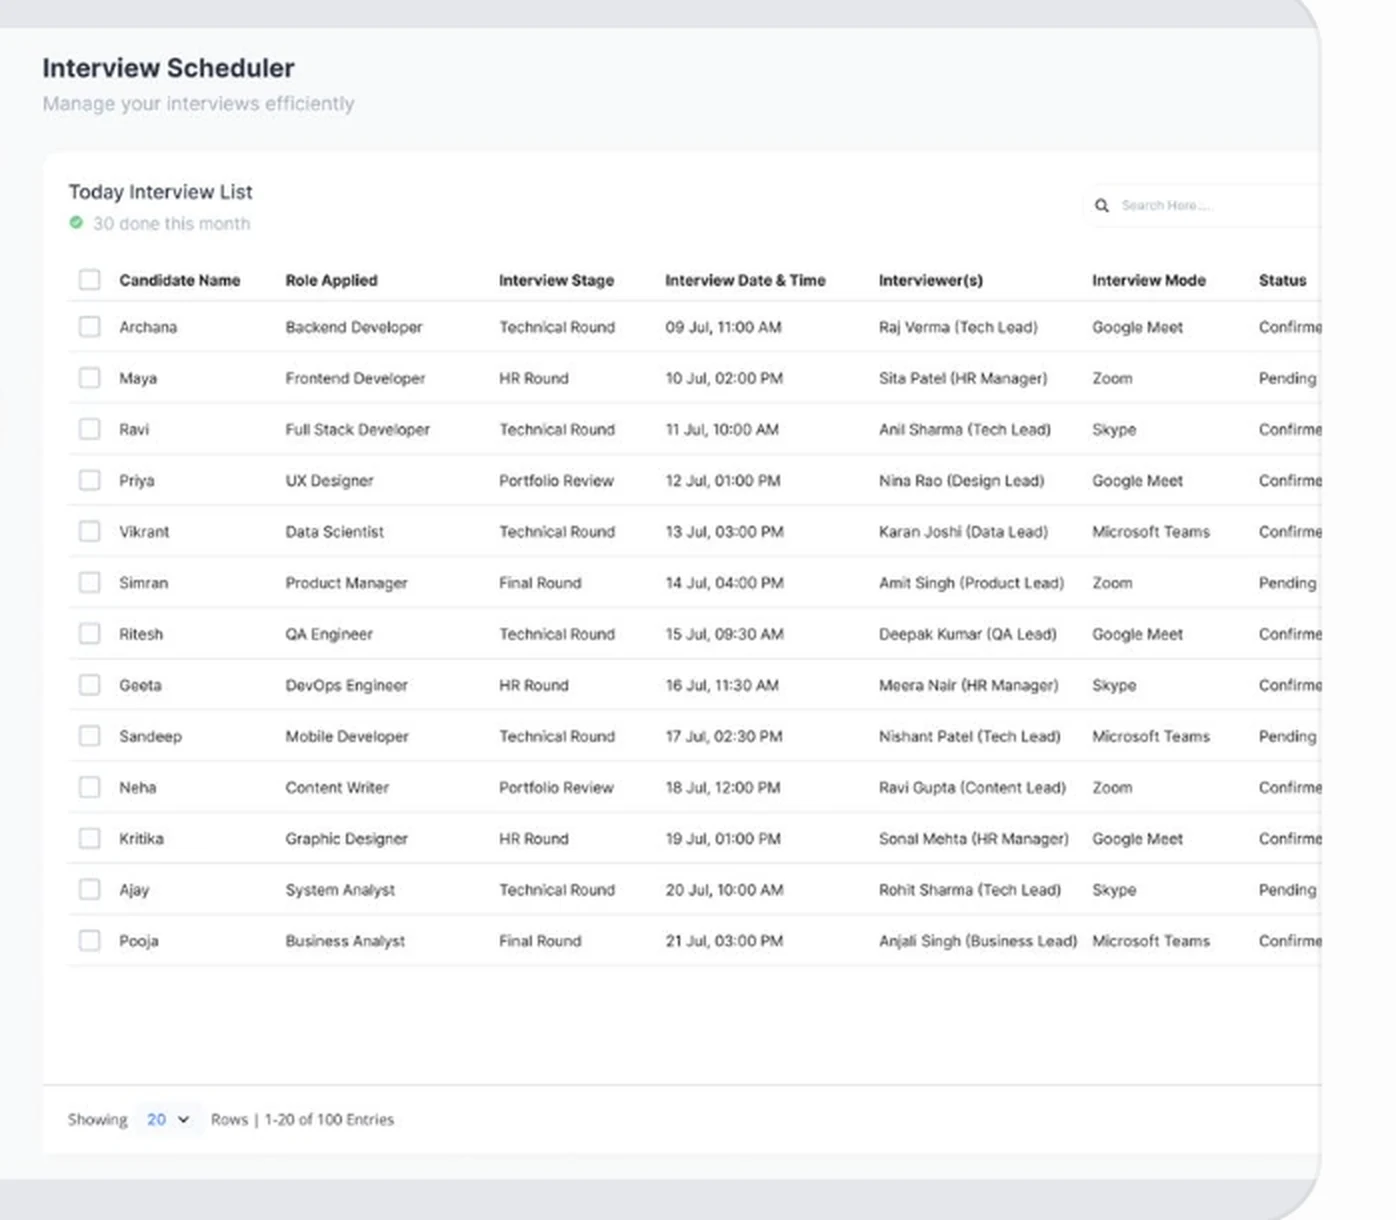 Interview Scheduler
Manage your interviews efficiently
Today Interview List
30 done this month
Search Here....
Candidate Name Role Applied Interview Stage Interview Date & Time Interviewer(s) Interview Mode Status
Archana Backend Developer Technical Round 09 Jul, 11:00 AM Raj Verma (Tech Lead) Google Meet Confirme
Maya Frontend Developer HR Round 10 Jul, 02:00 PM Sita Patel (HR Manager) Zoom Pending
Ravi Full Stack Developer Technical Round 11 Jul, 10:00 AM Anil Sharma (Tech Lead) Skype Confirme
Priya UX Designer Portfolio Review 12 Jul, 01:00 PM Nina Rao (Design Lead) Google Meet Confirme
Vikrant Data Scientist Technical Round 13 Jul, 03:00 PM Karan Joshi (Data Lead) Microsoft Teams Confirme
Simran Product Manager Final Round 14 Jul, 04:00 PM Amit Singh (Product Lead) Zoom Pending
Ritesh QA Engineer Technical Round 15 Jul, 09:30 AM Deepak Kumar (QA Lead) Google Meet Confirme
Geeta DevOps Engineer HR Round 16 Jul, 11:30 AM Meera Nair (HR Manager) Skype Confirme
Sandeep Mobile Developer Technical Round 17 Jul, 02:30 PM Nishant Patel (Tech Lead) Microsoft Teams Pending
Neha Content Writer Portfolio Review 18 Jul, 12:00 PM Ravi Gupta (Content Lead) Zoom Confirme
Kritika Graphic Designer HR Round 19 Jul, 01:00 PM Sonal Mehta (HR Manager) Google Meet Confirme
Ajay System Analyst Technical Round 20 Jul, 10:00 AM Rohit Sharma (Tech Lead) Skype Pending
Pooja Business Analyst Final Round 21 Jul, 03:00 PM Anjali Singh (Business Lead) Microsoft Teams Confirme
Showing 20 Rows | 1-20 of 100 Entries